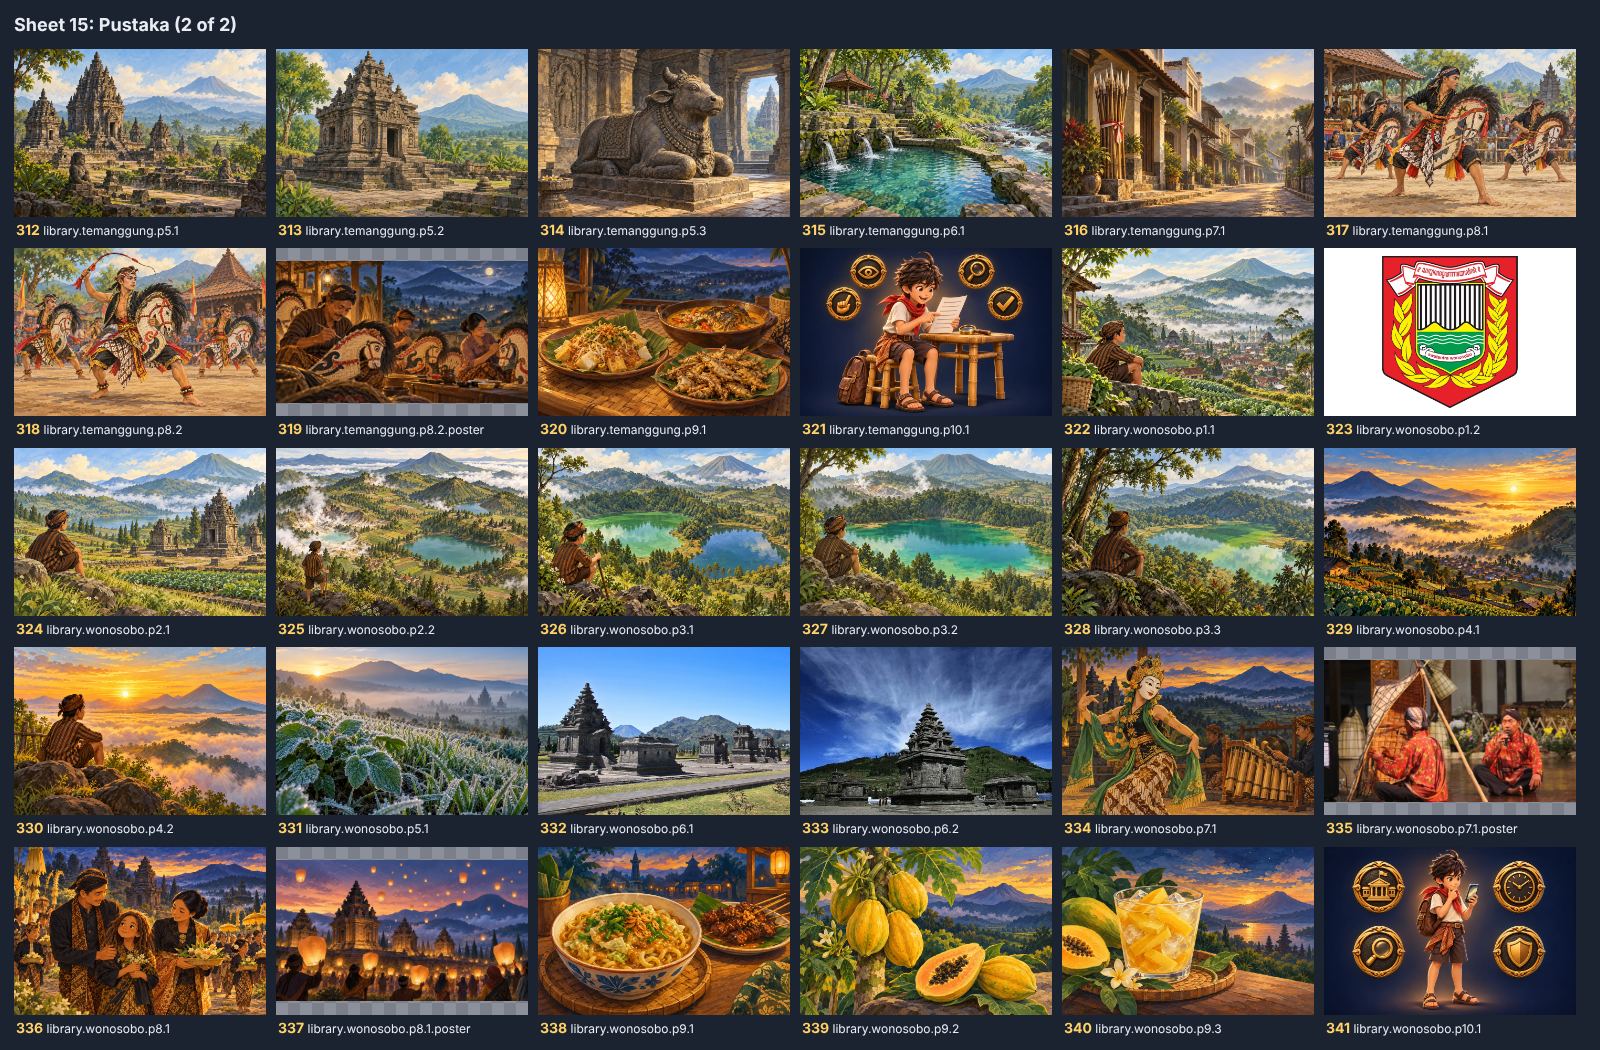 Sheet 15: Pustaka (2 of 2)
312 library.temanggung.p5.1
313 library.temanggung.p5.2
314 library.temanggung.p5.3
315 library.temanggung.p6.1
316 library.temanggung.p7.1
317 library.temanggung.p8.1
318 library.temanggung.p8.2
319 library.temanggung.p8.2.poster
320 library.temanggung.p9.1
321 library.temanggung.p10.1
322 library.wonosobo.p1.1
323 library.wonosobo.p1.2
324 library.wonosobo.p2.1
325 library.wonosobo.p2.2
326 library.wonosobo.p3.1
327 library.wonosobo.p3.2
328 library.wonosobo.p3.3
329 library.wonosobo.p4.1
330 library.wonosobo.p4.2
331 library.wonosobo.p5.1
332 library.wonosobo.p6.1
333 library.wonosobo.p6.2
334 library.wonosobo.p7.1
335 library.wonosobo.p7.1.poster
336 library.wonosobo.p8.1
337 library.wonosobo.p8.1.poster
338 library.wonosobo.p9.1
339 library.wonosobo.p9.2
340 library.wonosobo.p9.3
341 library.wonosobo.p10.1